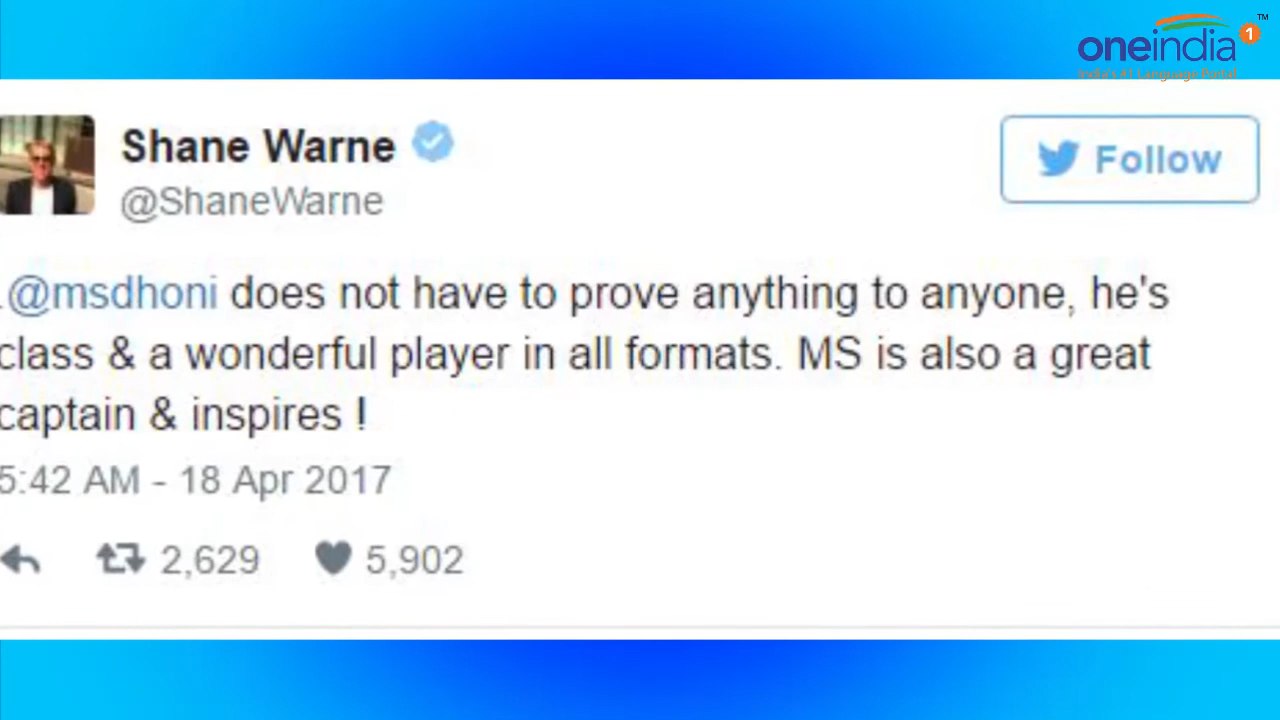 oneindia 1 TM
India's #1 Language Portal
Shane Warne
@ShaneWarne
Follow
.@msdhoni does not have to prove anything to anyone, he's
class & a wonderful player in all formats. MS is also a great
captain & inspires !
5:42 AM - 18 Apr 2017
2,629 5,902